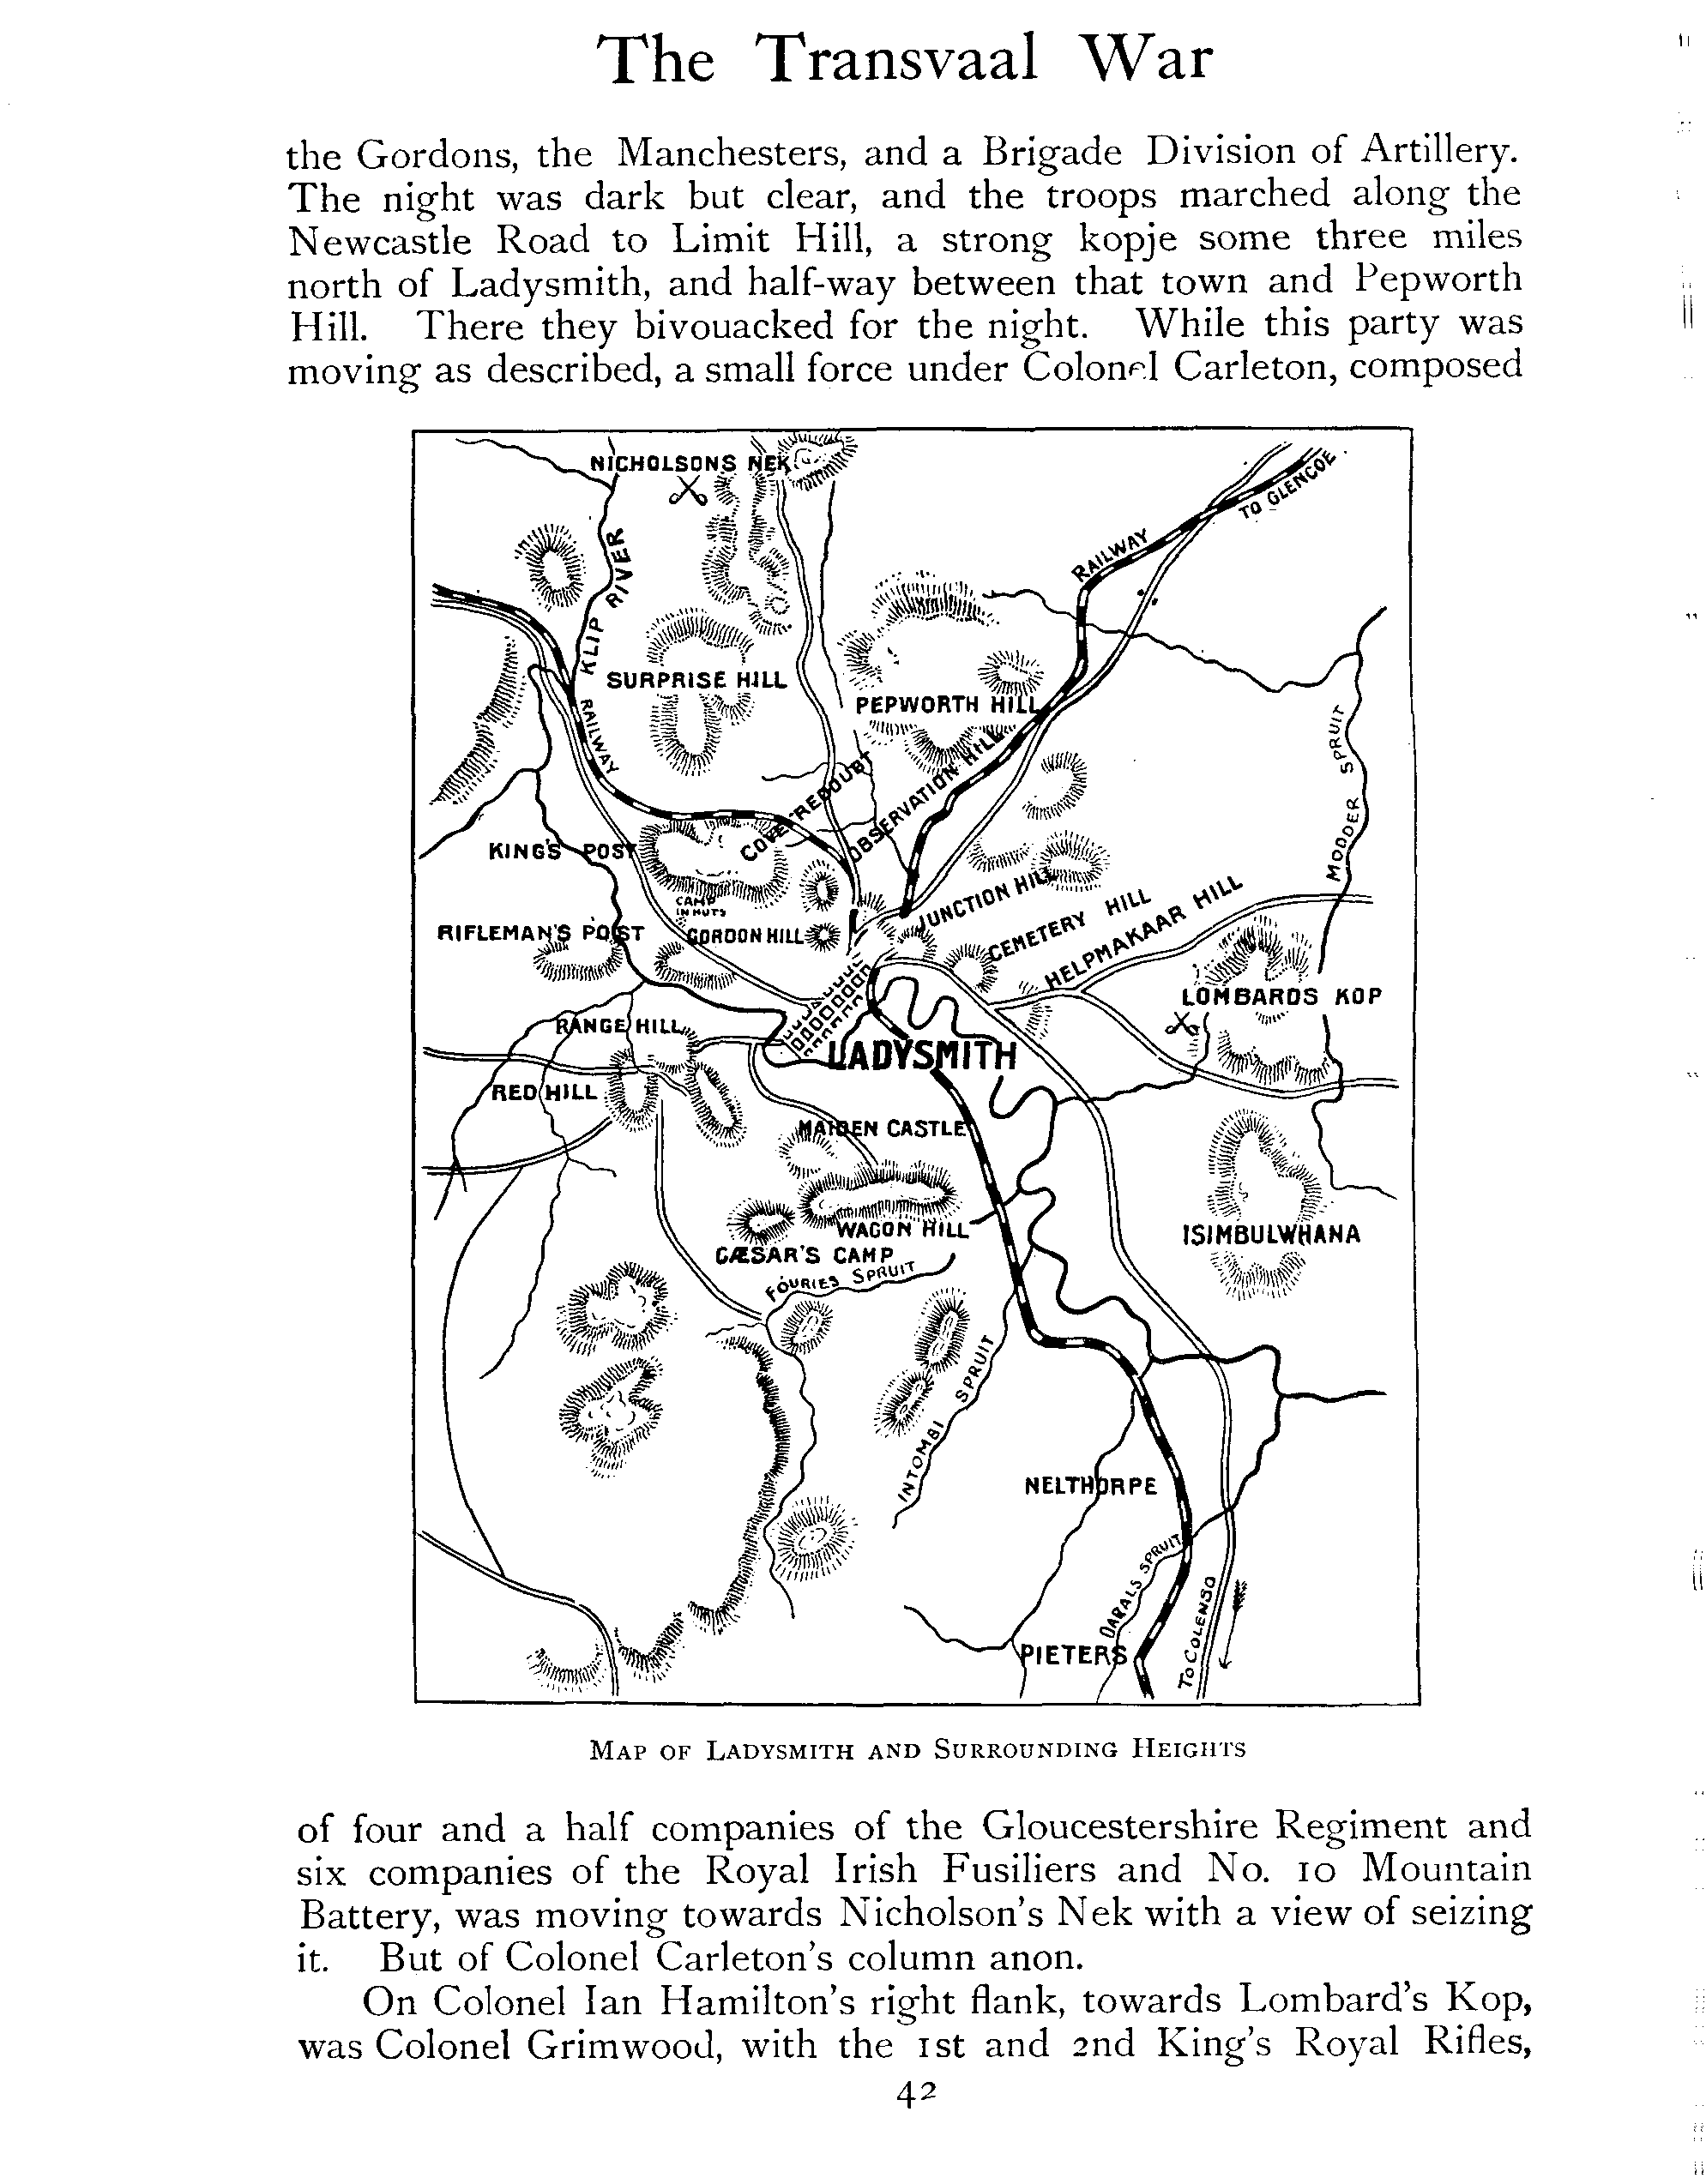 The Transvaal War
the Gordons, the Manchesters, and a Brigade Division of Artillery.
The night was dark but clear, and the troops marched along the
Newcastle Road to Limit Hill, a strong kopje some three miles
north of Ladysmith, and half-way between that town and Pepworth
Hill. There they bivouacked for the night. While this party was
moving as described, a small force under Colonel Carleton, composed
NICHOLSONS NEK
TO GLENCOE
RAILWAY
KLIP RIVER
SURPRISE HILL
PEPWORTH HILL
RAILWAY
MODDER SPRUIT
COVE REDOUBT
OBSERVATION HILL
KING'S POST
CAMP
IN HUTS
JUNCTION HILL
CEMETERY HILL
HELPMAKAAR HILL
RIFLEMAN'S POST
GORDON HILL
LOMBARDS KOP
RANGE HILL
LADYSMITH
RED HILL
MAIDEN CASTLE
WAGON HILL
ISIMBULWHANA
CÆSAR'S CAMP
FOURIES SPRUIT
INTOMBI SPRUIT
NELTHORPE
DARALS SPRUIT
TO COLENSO
PIETERS
MAP OF LADYSMITH AND SURROUNDING HEIGHTS
of four and a half companies of the Gloucestershire Regiment and
six companies of the Royal Irish Fusiliers and No. 10 Mountain
Battery, was moving towards Nicholson's Nek with a view of seizing
it. But of Colonel Carleton's column anon.
On Colonel Ian Hamilton's right flank, towards Lombard's Kop,
was Colonel Grimwood, with the 1st and 2nd King's Royal Rifles,
42